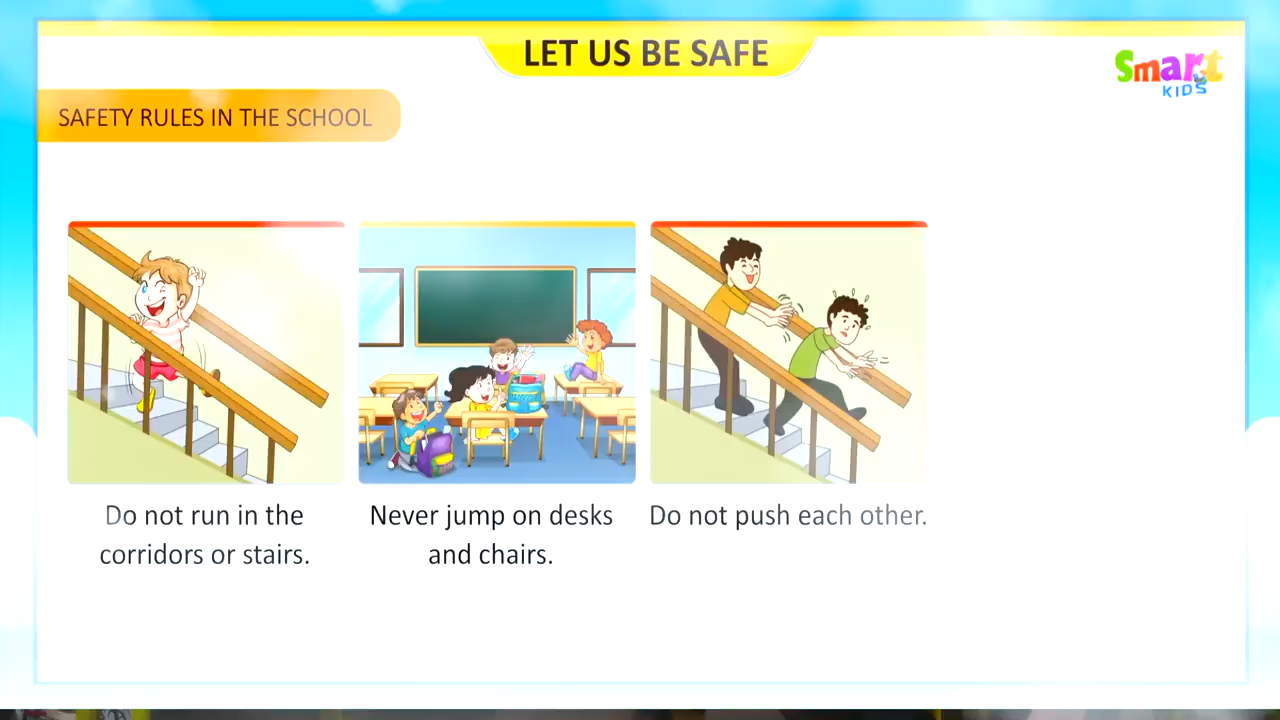 LET US BE SAFE
Smart
KIDS
SAFETY RULES IN THE SCHOOL
Do not run in the
corridors or stairs.
Never jump on desks
and chairs.
Do not push each other.